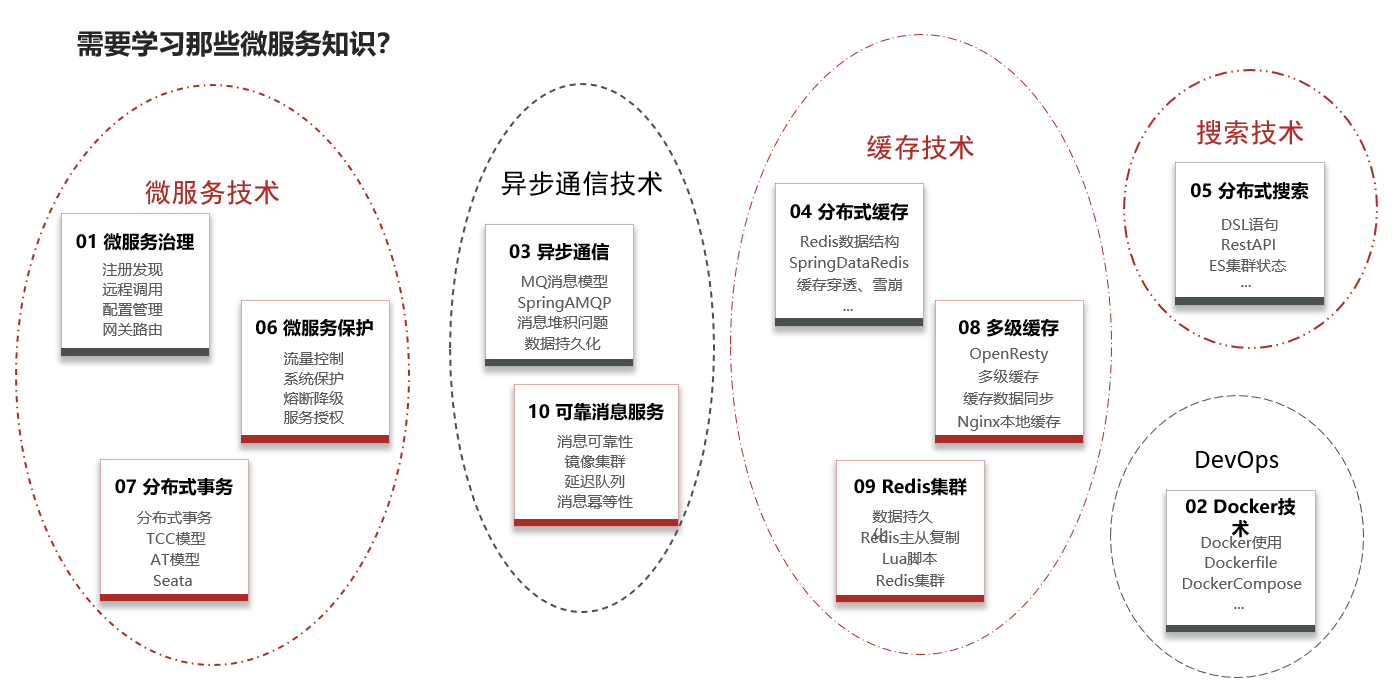 需要学习那些微服务知识？
微服务技术
01 微服务治理
注册发现
远程调用
配置管理
网关路由
06 微服务保护
流量控制
系统保护
熔断降级
服务授权
07 分布式事务
分布式事务
TCC模型
AT模型
Seata
异步通信技术
03 异步通信
MQ消息模型
SpringAMQP
消息堆积问题
数据持久化
10 可靠消息服务
消息可靠性
镜像集群
延迟队列
消息幂等性
缓存技术
04 分布式缓存
Redis数据结构
SpringDataRedis
缓存穿透、雪崩
...
08 多级缓存
OpenResty
多级缓存
缓存数据同步
Nginx本地缓存
09 Redis集群
数据持久
化
Redis主从复制
Lua脚本
Redis集群
搜索技术
05 分布式搜索
DSL语句
RestAPI
ES集群状态
...
DevOps
02 Docker技
术
Docker使用
Dockerfile
DockerCompose
...